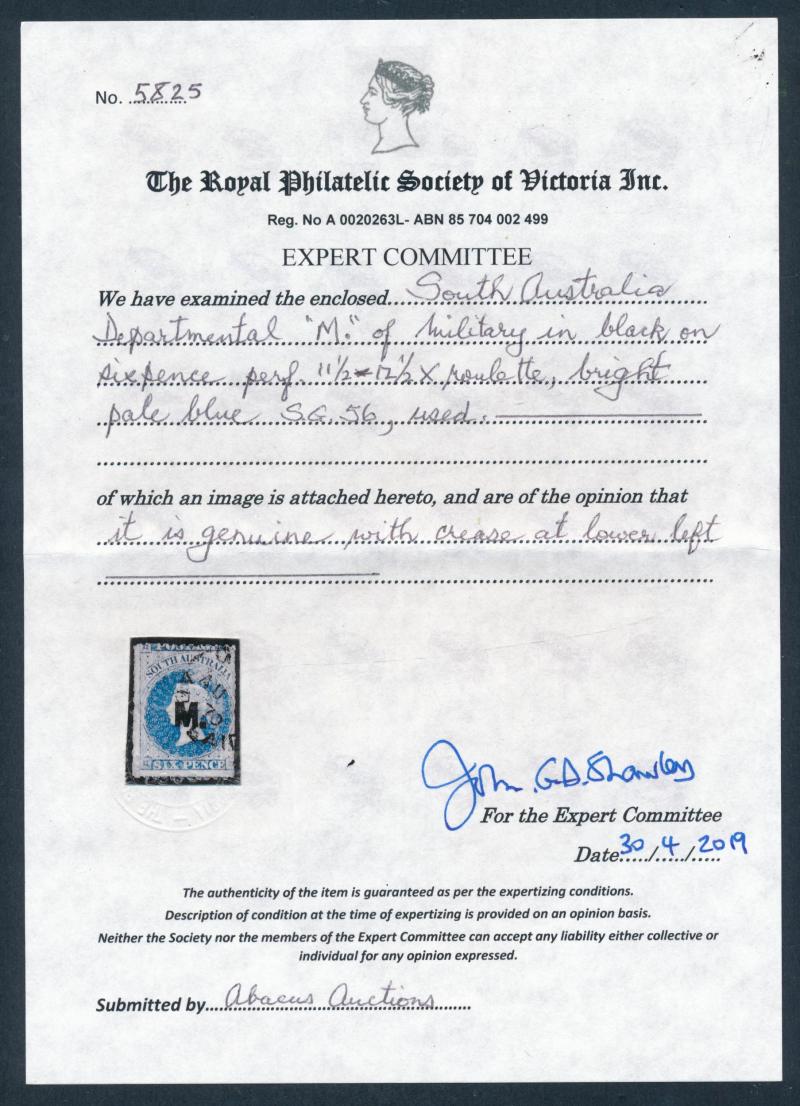 No. 5825
The Royal Philatelic Society of Victoria Inc.
Reg. No A 0020263L- ABN 85 704 002 499
EXPERT COMMITTEE
We have examined the enclosed South Australia
Departmental "M." of Military in black on
sixpence perf. 11½-12½ X roulette, bright
pale blue SG. 56, used.
of which an image is attached hereto, and are of the opinion that
it is genuine with crease at lower left
SOUTH AUSTRALIA
M.
SIX PENCE
John G.D.
For the Expert Committee
Date 30/4/2019
The authenticity of the item is guaranteed as per the expertizing conditions.
Description of condition at the time of expertizing is provided on an opinion basis.
Neither the Society nor the members of the Expert Committee can accept any liability either collective or
individual for any opinion expressed.
Submitted by Abacus Auctions